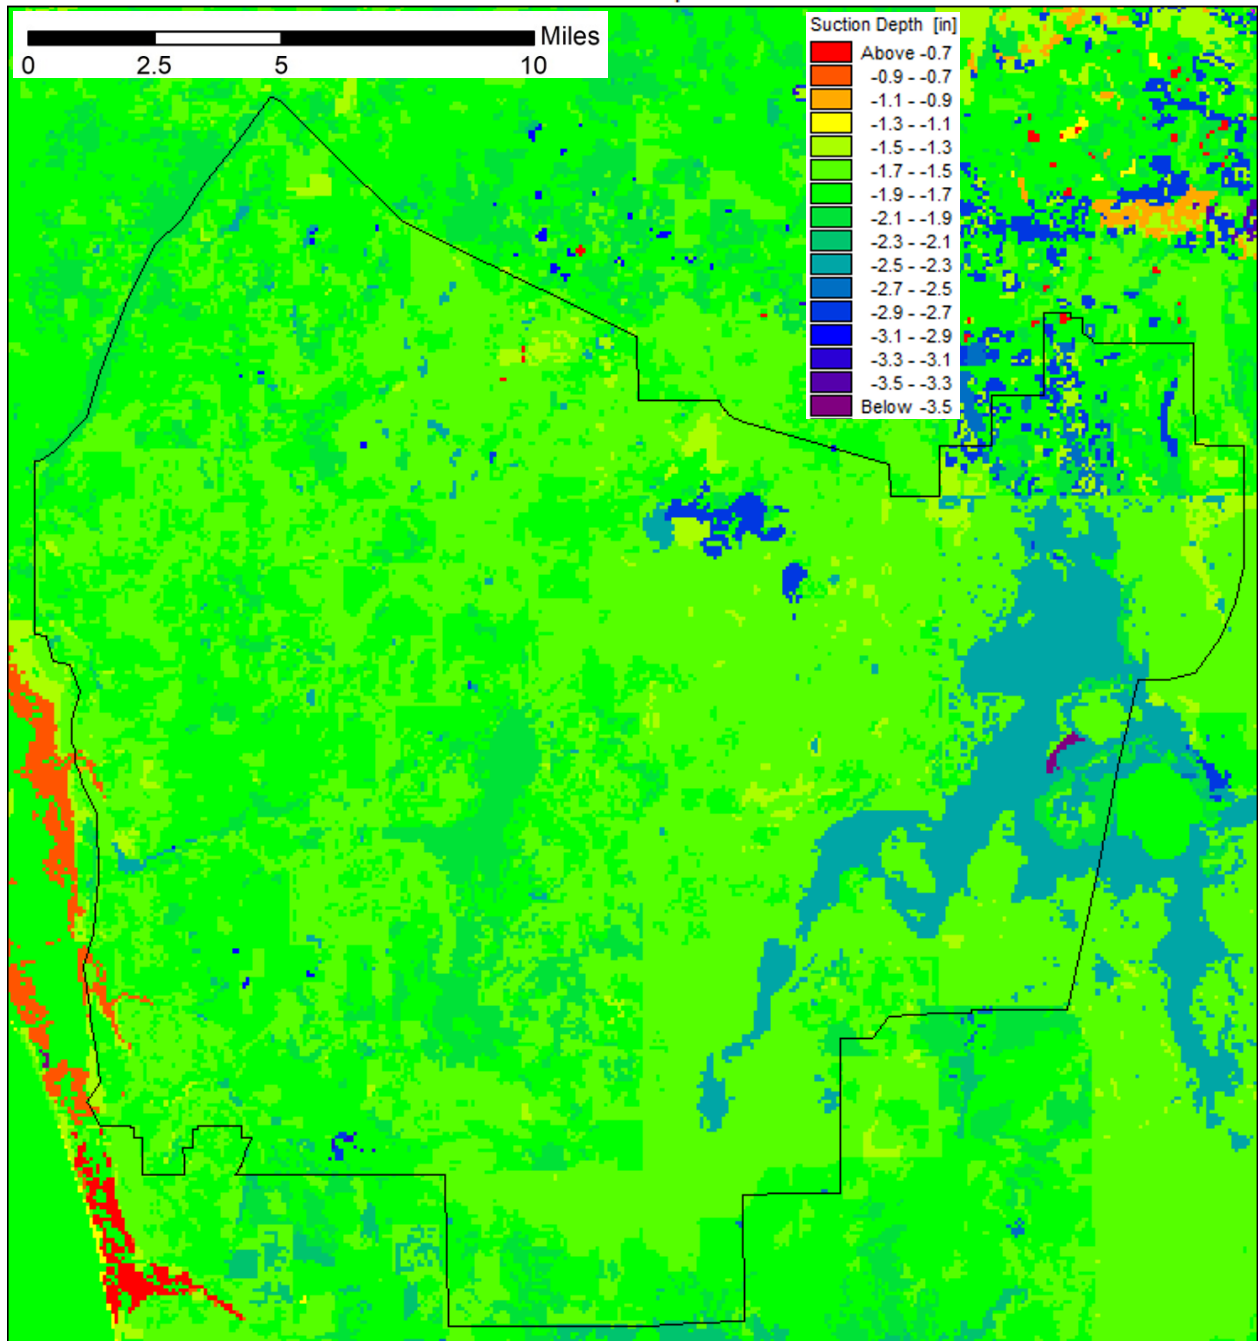 Miles
0 2.5 5 10
Suction Depth [in]
Above -0.7
-0.9 - -0.7
-1.1 - -0.9
-1.3 - -1.1
-1.5 - -1.3
-1.7 - -1.5
-1.9 - -1.7
-2.1 - -1.9
-2.3 - -2.1
-2.5 - -2.3
-2.7 - -2.5
-2.9 - -2.7
-3.1 - -2.9
-3.3 - -3.1
-3.5 - -3.3
Below -3.5